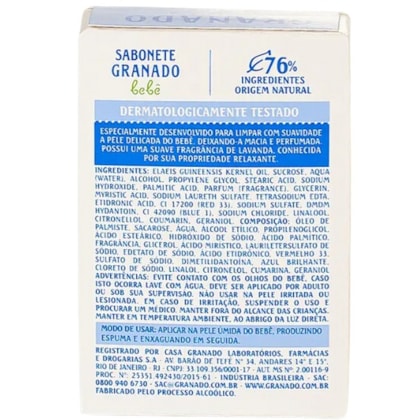 GRANADO
SABONETE
GRANADO
bebê
76%
INGREDIENTES
ORIGEM NATURAL
DERMATOLOGICAMENTE TESTADO
ESPECIALMENTE DESENVOLVIDO PARA LIMPAR COM SUAVIDADE
A PELE DELICADA DO BEBÊ, DEIXANDO-A MACIA E PERFUMADA.
POSSUI UMA SUAVE FRAGRÂNCIA DE LAVANDA, CONHECIDA
POR SUA PROPRIEDADE RELAXANTE.
INGREDIENTES: ELAEIS GUINEENSIS KERNEL OIL, SUCROSE, AQUA
(WATER), ALCOHOL, PROPYLENE GLYCOL, STEARIC ACID, SODIUM
HYDROXIDE, PALMITIC ACID, PARFUM (FRAGRANCE), GLYCERIN,
MYRISTIC ACID, SODIUM LAURETH SULFATE, TETRASODIUM EDTA,
ETIDRONIC ACID, CI 17200 (RED 33), SODIUM SULFATE, DMDM
HYDANTOIN, CI 42090 (BLUE 1), SODIUM CHLORIDE, LINALOOL,
CITRONELLOL, COUMARIN, GERANIOL. COMPOSIÇÃO: ÓLEO DE
PALMISTE, SACAROSE, ÁGUA, ÁLCOOL ETÍLICO, PROPILENOGLICOL,
ÁCIDO ESTEÁRICO, HIDRÓXIDO DE SÓDIO, ÁCIDO PALMÍTICO,
FRAGRÂNCIA, GLICEROL, ÁCIDO MIRÍSTICO, LAURILETERSULFATO DE
SÓDIO, EDETATO DE SÓDIO, ÁCIDO ETIDRÔNICO, VERMELHO 33,
SULFATO DE SÓDIO, DIMETILIDANTOINA, AZUL BRILHANTE,
CLORETO DE SÓDIO, LINALOL, CITRONELOL, CUMARINA, GERANIOL.
ADVERTÊNCIAS: EVITE CONTATO COM OS OLHOS DO BEBÊ, CASO
ISTO OCORRA LAVE COM ÁGUA. DEVE SER APLICADO POR ADULTO
OU SOB SUA SUPERVISÃO. NÃO USAR NA PELE IRRITADA OU
LESIONADA. EM CASO DE IRRITAÇÃO, SUSPENDER O USO E
PROCURAR UM MÉDICO. MANTER FORA DO ALCANCE DAS CRIANÇAS.
MANTER EM TEMPERATURA AMBIENTE, AO ABRIGO DA LUZ DIRETA.
MODO DE USAR: APLICAR NA PELE ÚMIDA DO BEBÊ, PRODUZINDO
ESPUMA E ENXAGUANDO EM SEGUIDA.
REGISTRADO POR CASA GRANADO LABORATÓRIOS, FARMÁCIAS
E DROGARIAS S/A - AV. BARÃO DE TEFÉ Nº 34, ANDARES 14º E 15º,
RIO DE JANEIRO - RJ - CNPJ 33.109.356/0001-17 - AUT. MS Nº 2.00116-9
PROC. Nº: 25351.492430/2015-61 - INDÚSTRIA BRASILEIRA - SAC:
0800 940 6730 - SAC@GRANADO.COM.BR - WWW.GRANADO.COM.BR
FABRICADO PELO PROCESSO ALCOÓLICO.